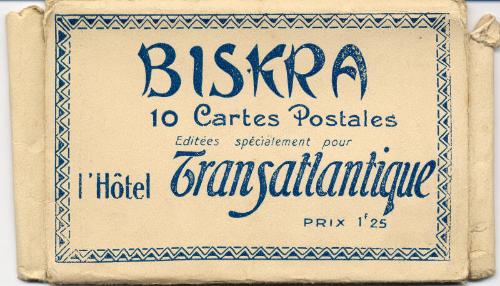 BISKRA
10 Cartes Postales
Editées spécialement pour
l'Hôtel Transatlantique
PRIX 1f25